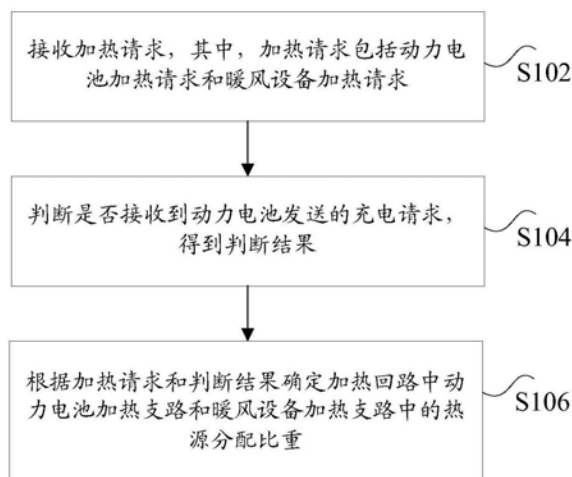 接收加热请求，其中，加热请求包括动力电
池加热请求和暖风设备加热请求
S102
判断是否接收到动力电池发送的充电请求，
得到判断结果
S104
根据加热请求和判断结果确定加热回路中动
力电池加热支路和暖风设备加热支路中的热
源分配比重
S106